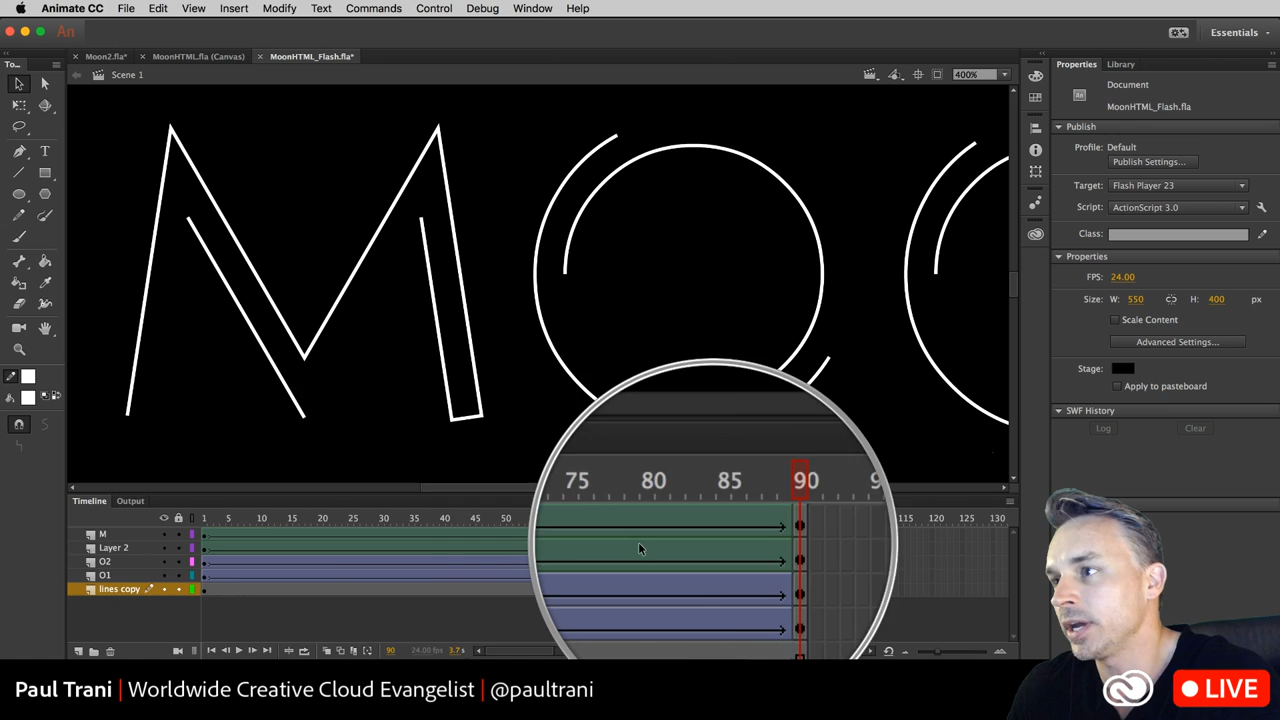 Animate CC File Edit View Insert Modify Text Commands Control Debug Window Help
An Essentials
To... Moon2.fla* MoonHTML.fla (Canvas) MoonHTML_Flash.fla* Properties Library
Scene 1 400%
Document
MoonHTML_Flash.fla
Publish
Profile: Default
Publish Settings...
Target: Flash Player 23
Script: ActionScript 3.0
Class:
Properties
FPS: 24.00
Size: W: 550 H: 400 px
Scale Content
Advanced Settings...
Stage:
Apply to pasteboard
SWF History
Log Clear
MO
75 80 85 90 9
Timeline Output
1 5 10 15 20 25 30 35 40 45 50 115 120 125 130
M
Layer 2
O2
O1
lines copy
90 24.00 fps 3.7s
Paul Trani | Worldwide Creative Cloud Evangelist | @paultrani
LIVE